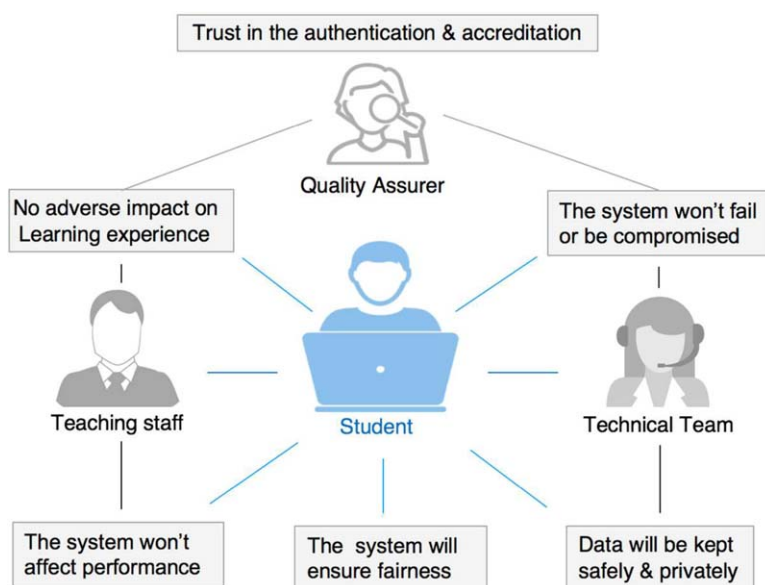 Trust in the authentication & accreditation
Quality Assurer
No adverse impact on
Learning experience
The system won't fail
or be compromised
Teaching staff
Student
Technical Team
The system won't
affect performance
The system will
ensure fairness
Data will be kept
safely & privately